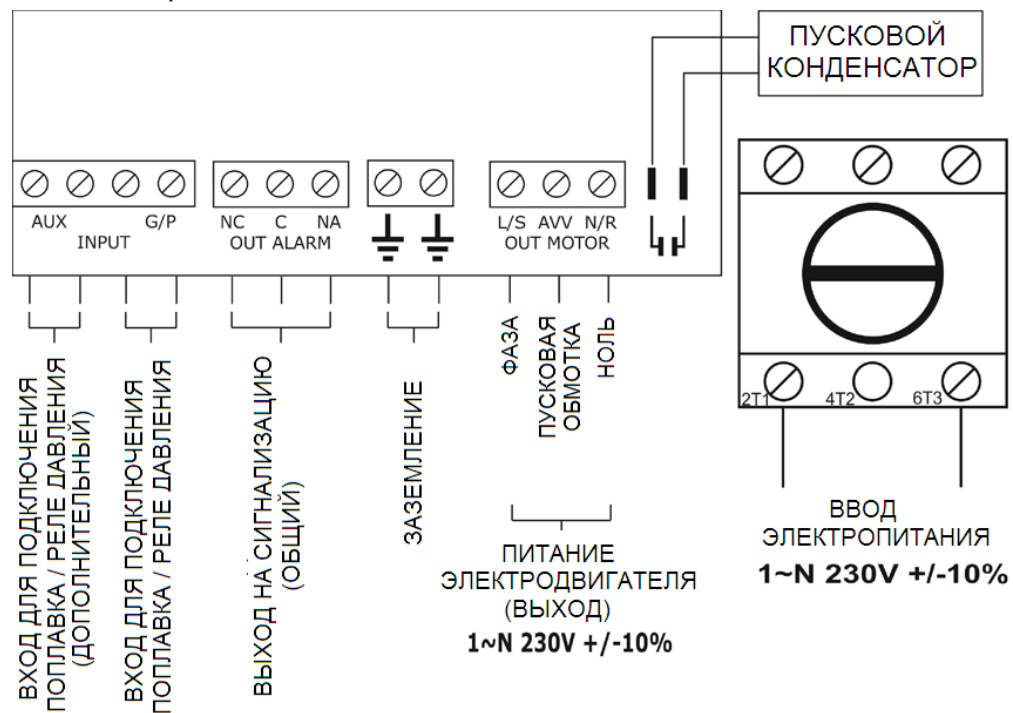 ПУСКОВОЙ
КОНДЕНСАТОР
AUX
G/P
INPUT
NC C NA
OUT ALARM
L/S AVV N/R
OUT MOTOR
2T1
4T2
6T3
ВХОД ДЛЯ ПОДКЛЮЧЕНИЯ
ПОПЛАВКА / РЕЛЕ ДАВЛЕНИЯ
(ДОПОЛНИТЕЛЬНЫЙ)
ВХОД ДЛЯ ПОДКЛЮЧЕНИЯ
ПОПЛАВКА / РЕЛЕ ДАВЛЕНИЯ
ВЫХОД НА СИГНАЛИЗАЦИЮ
(ОБЩИЙ)
ЗАЗЕМЛЕНИЕ
ФАЗА
ПУСКОВАЯ
ОБМОТКА
НОЛЬ
ПИТАНИЕ
ЭЛЕКТРОДВИГАТЕЛЯ
(ВЫХОД)
1~N 230V +/-10%
ВВОД
ЭЛЕКТРОПИТАНИЯ
1~N 230V +/-10%